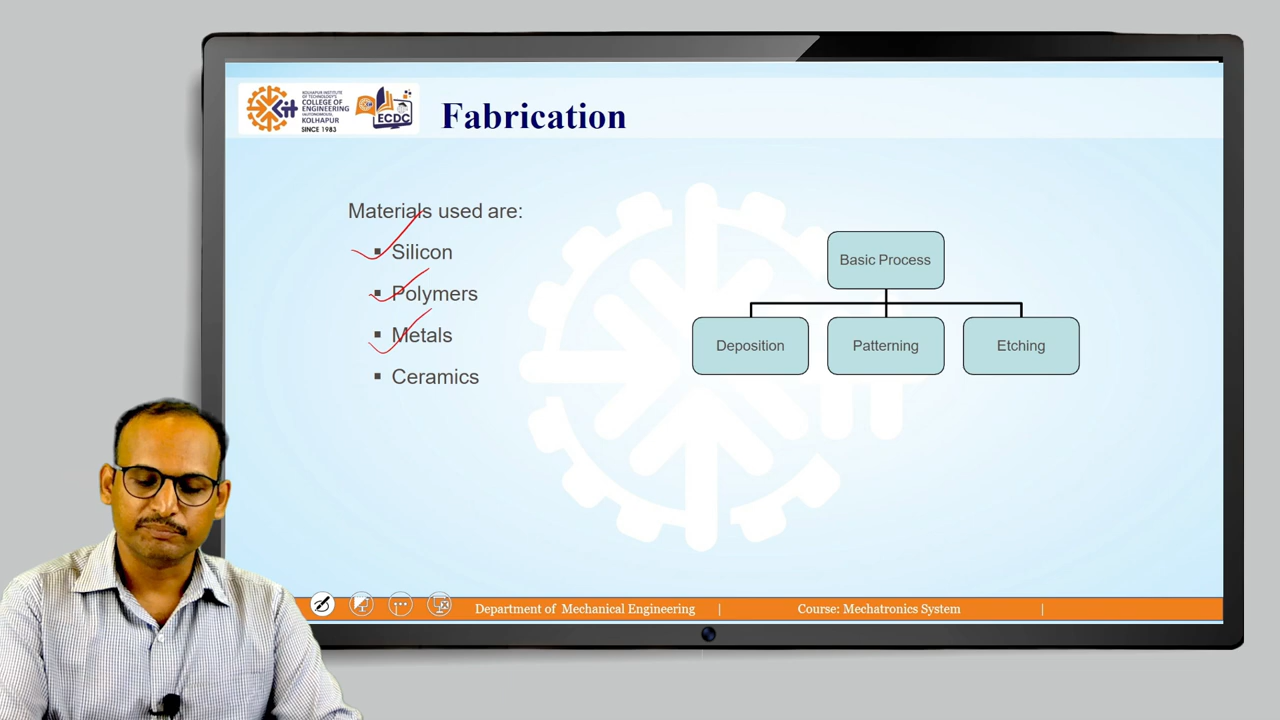 KOLHAPUR INSTITUTE
OF TECHNOLOGY'S
COLLEGE OF
ENGINEERING
(AUTONOMOUS),
KOLHAPUR
SINCE 1983
ECDC
Fabrication
Materials used are:
Silicon
Polymers
Metals
Ceramics
Basic Process
Deposition
Patterning
Etching
Department of Mechanical Engineering | Course: Mechatronics System |